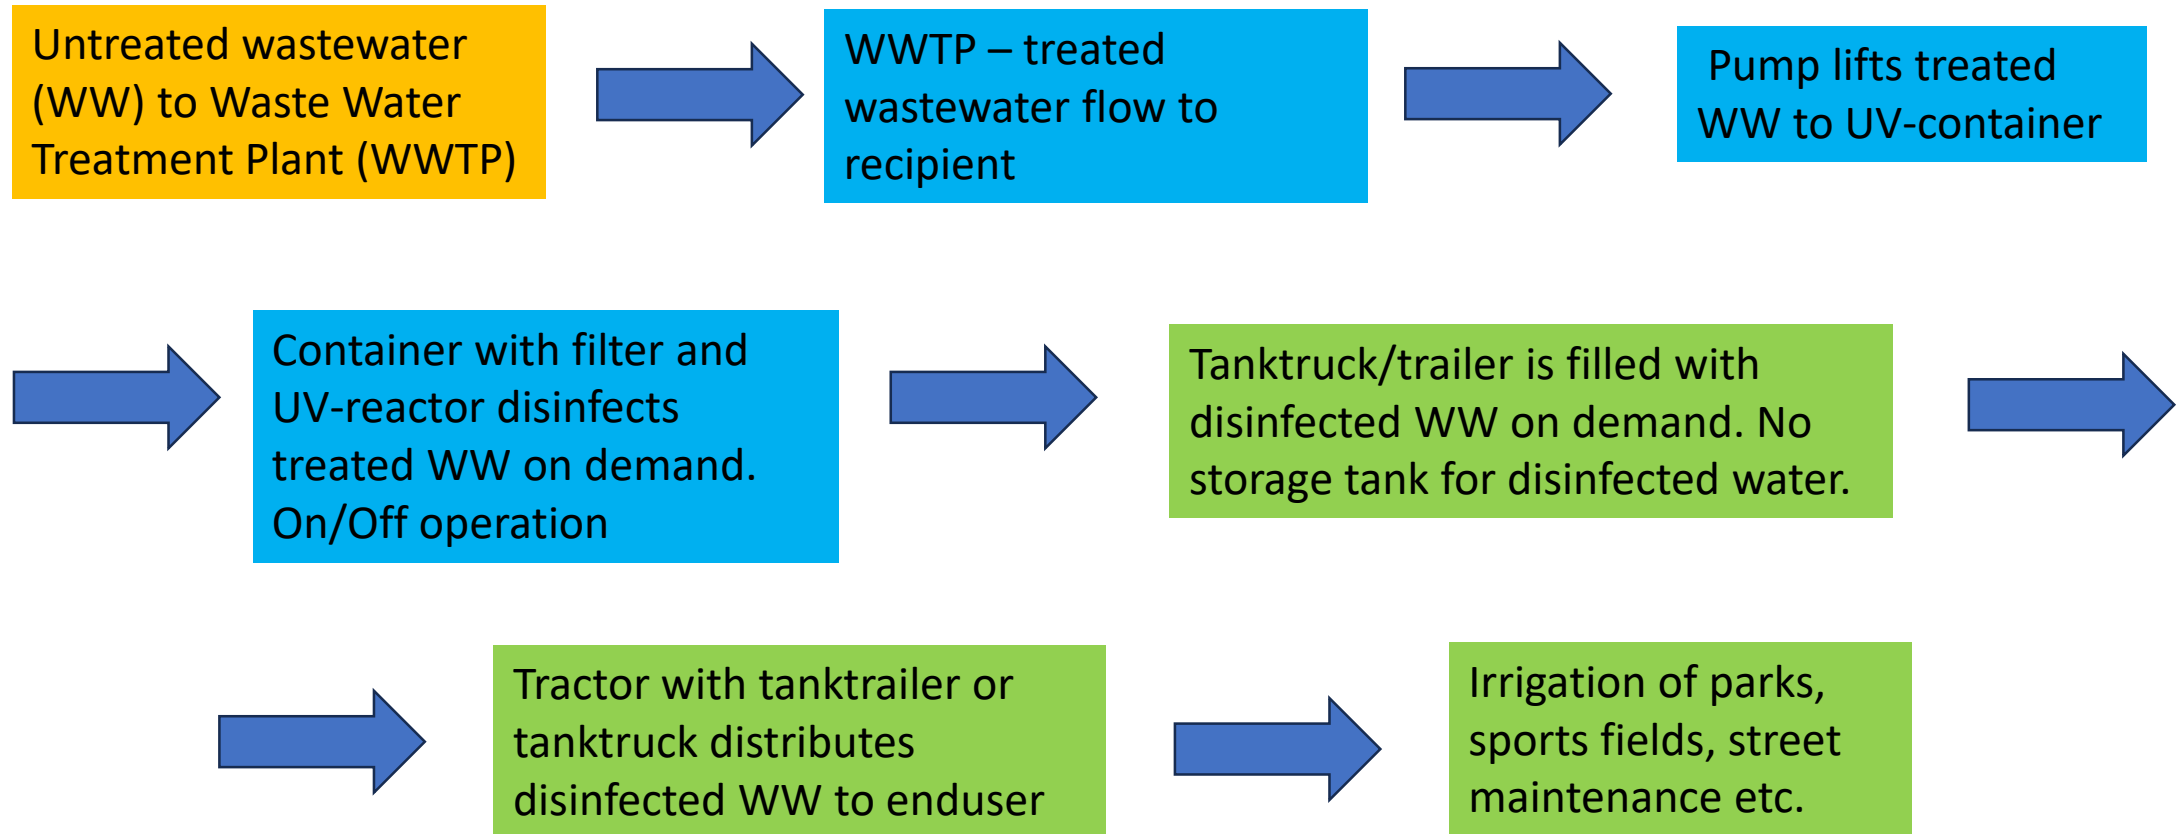 Untreated wastewater
(WW) to Waste Water
Treatment Plant (WWTP)
WWTP – treated
wastewater flow to
recipient
Pump lifts treated
WW to UV-container
Container with filter and
UV-reactor disinfects
treated WW on demand.
On/Off operation
Tanktruck/trailer is filled with
disinfected WW on demand. No
storage tank for disinfected water.
Tractor with tanktrailer or
tanktruck distributes
disinfected WW to enduser
Irrigation of parks,
sports fields, street
maintenance etc.